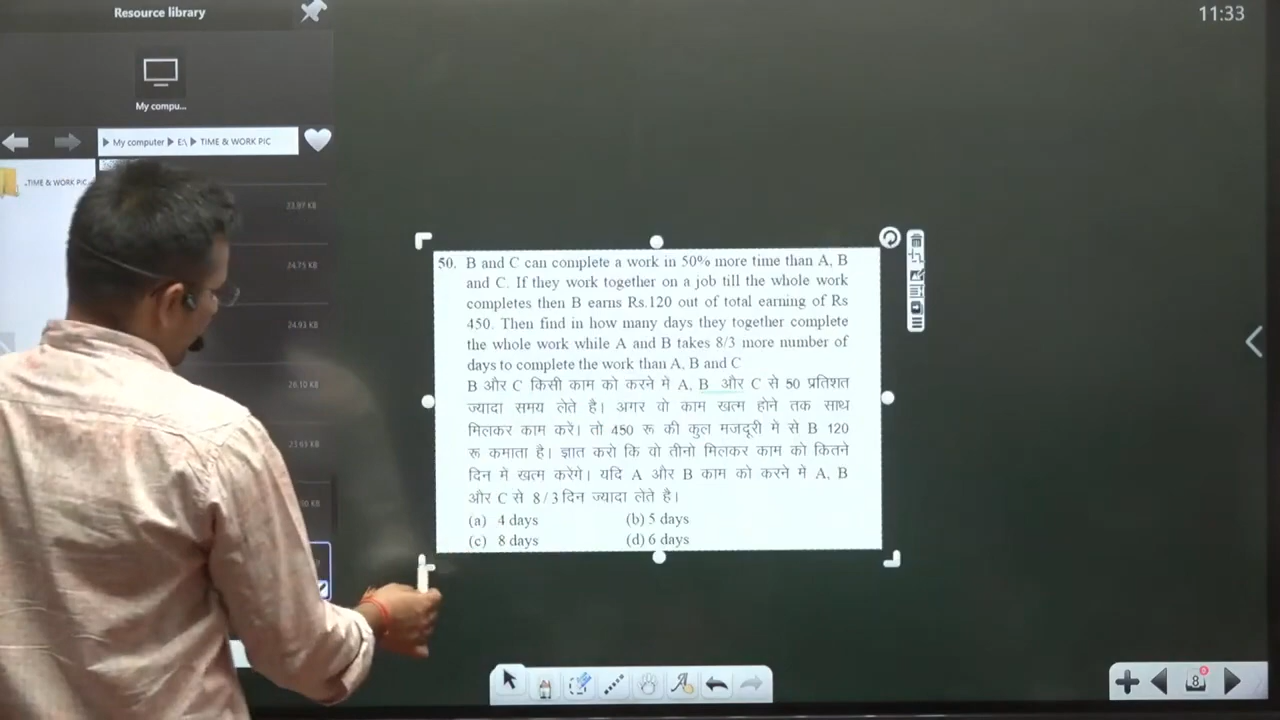 Resource library
11:33
My compu...
My computer E:\ TIME & WORK PIC
TIME & WORK PIC
23.97 KB
24.75 KB
24.93 KB
26.10 KB
23.65 KB
KB
50. B and C can complete a work in 50% more time than A, B
and C. If they work together on a job till the whole work
completes then B earns Rs.120 out of total earning of Rs
450. Then find in how many days they together complete
the whole work while A and B takes 8/3 more number of
days to complete the work than A, B and C
B और C किसी काम को करने मे A, B और C से 50 प्रतिशत
ज्यादा समय लेते है। अगर वो काम खत्म होने तक साथ
मिलकर काम करें। तो 450 रू की कुल मजदूरी मे से B 120
रू कमाता है। ज्ञात करो कि वो तीनो मिलकर काम को कितने
दिन मे खत्म करेगे। यदि A और B काम को करने मे A, B
और C से 8/3 दिन ज्यादा लेते है।
(a) 4 days (b) 5 days
(c) 8 days (d) 6 days
8